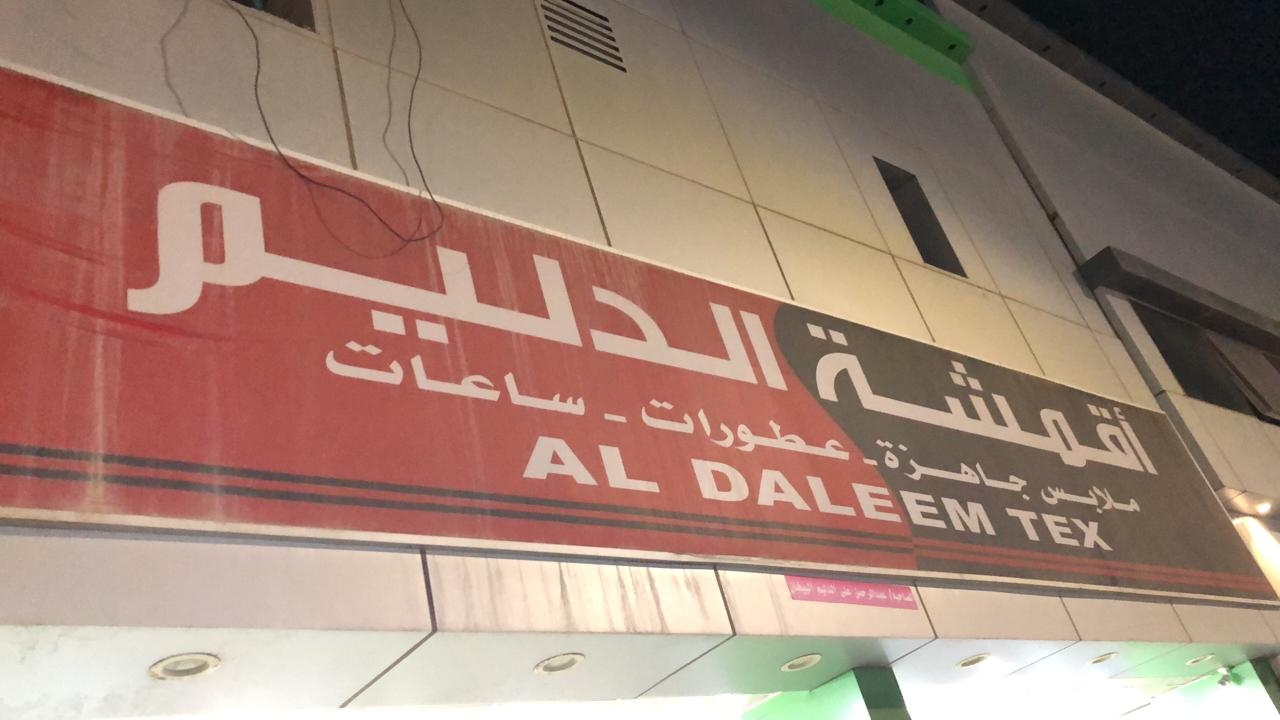 أقمشة الدليم
ملابس جاهزة - عطورات - ساعات
AL DALEEM TEX